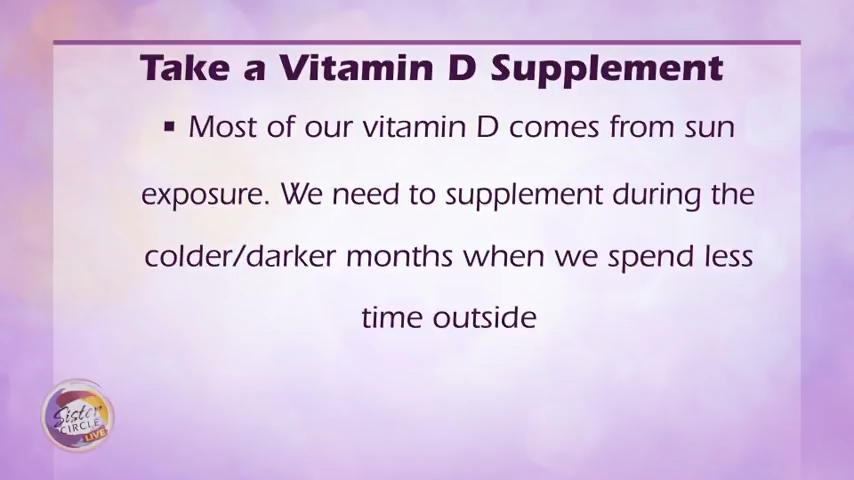 Take a Vitamin D Supplement
▪ Most of our vitamin D comes from sun
exposure. We need to supplement during the
colder/darker months when we spend less
time outside
Sister
CIRCLE
LIVE